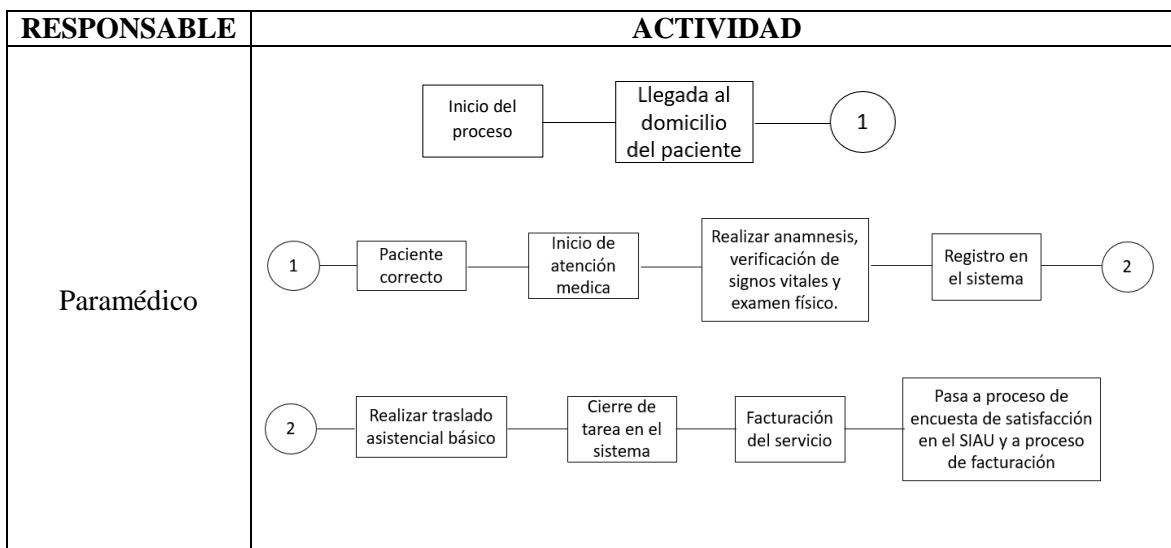 RESPONSABLE
ACTIVIDAD
Paramédico
Inicio del
proceso
Llegada al
domicilio
del paciente
1
1
Paciente
correcto
Inicio de
atención
medica
Realizar anamnesis,
verificación de
signos vitales y
examen físico.
Registro en
el sistema
2
2
Realizar traslado
asistencial básico
Cierre de
tarea en el
sistema
Facturación
del servicio
Pasa a proceso de
encuesta de satisfacción
en el SIAU y a proceso
de facturación